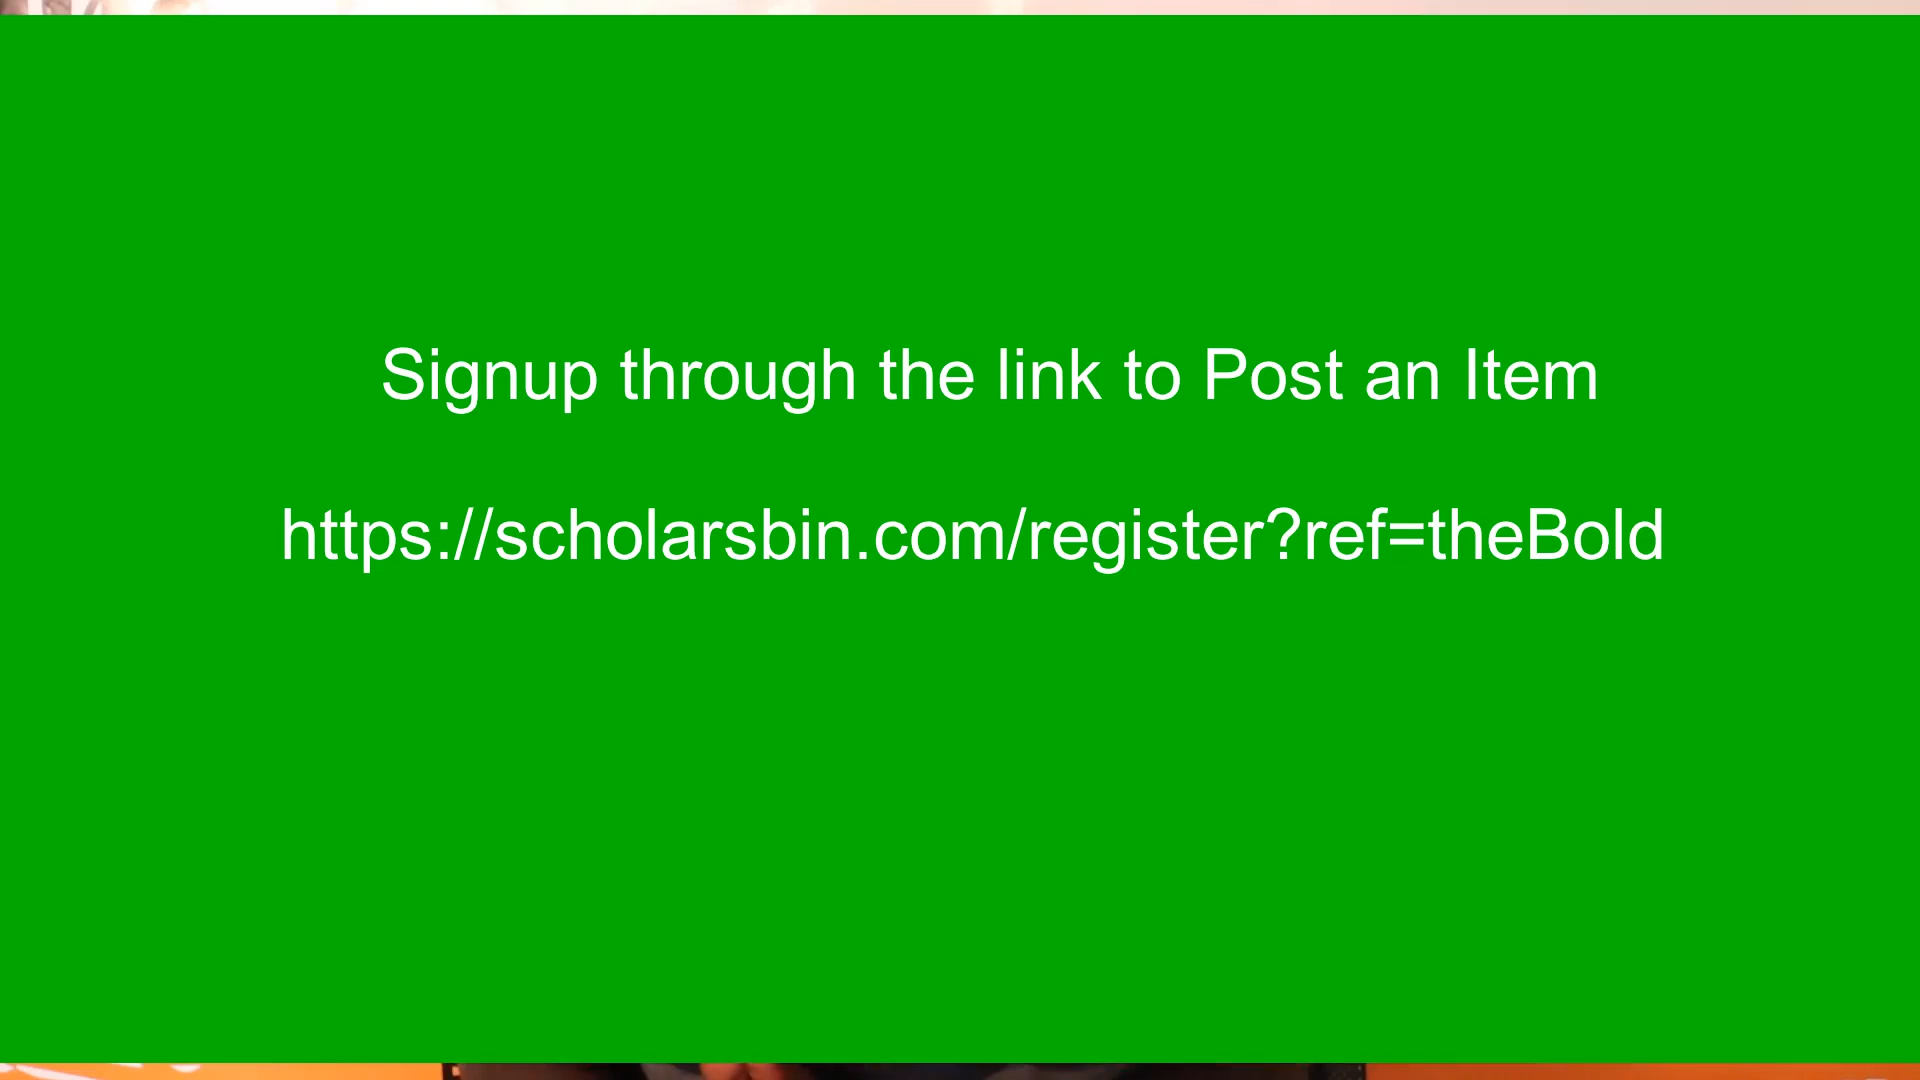 Signup through the link to Post an Item
https://scholarsbin.com/register?ref=theBold